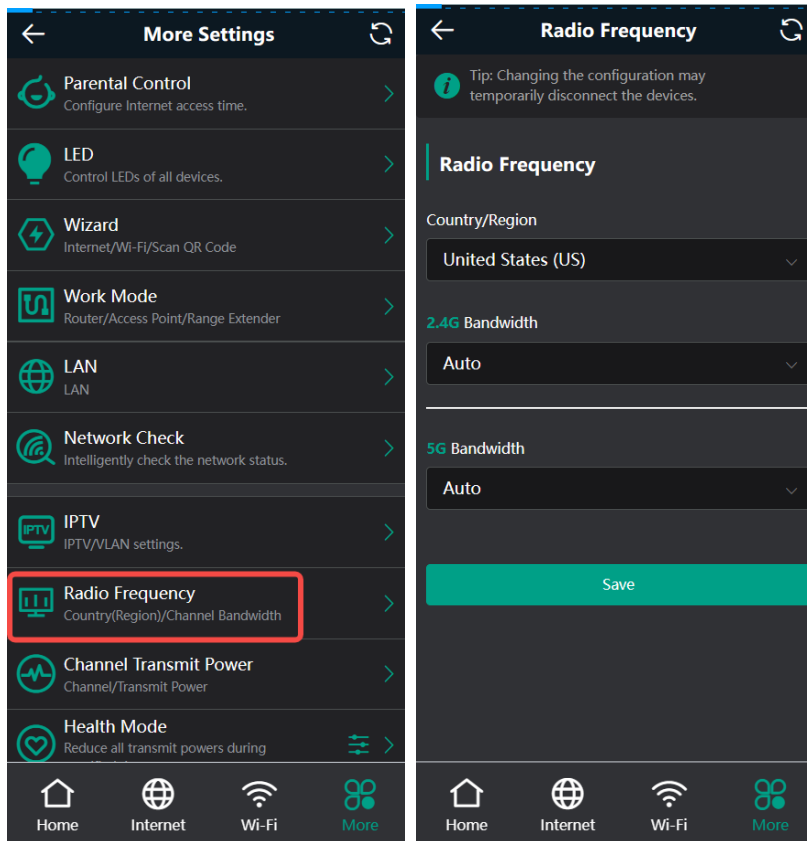 More Settings
Parental Control
Configure Internet access time.
LED
Control LEDs of all devices.
Wizard
Internet/Wi-Fi/Scan QR Code
Work Mode
Router/Access Point/Range Extender
LAN
LAN
Network Check
Intelligently check the network status.
IPTV
IPTV
IPTV/VLAN settings.
Radio Frequency
Country(Region)/Channel Bandwidth
Channel Transmit Power
Channel/Transmit Power
Health Mode
Reduce all transmit powers during
Home
Internet
Wi-Fi
More
Radio Frequency
i
Tip: Changing the configuration may
temporarily disconnect the devices.
Radio Frequency
Country/Region
United States (US)
2.4G Bandwidth
Auto
5G Bandwidth
Auto
Save
Home
Internet
Wi-Fi
More